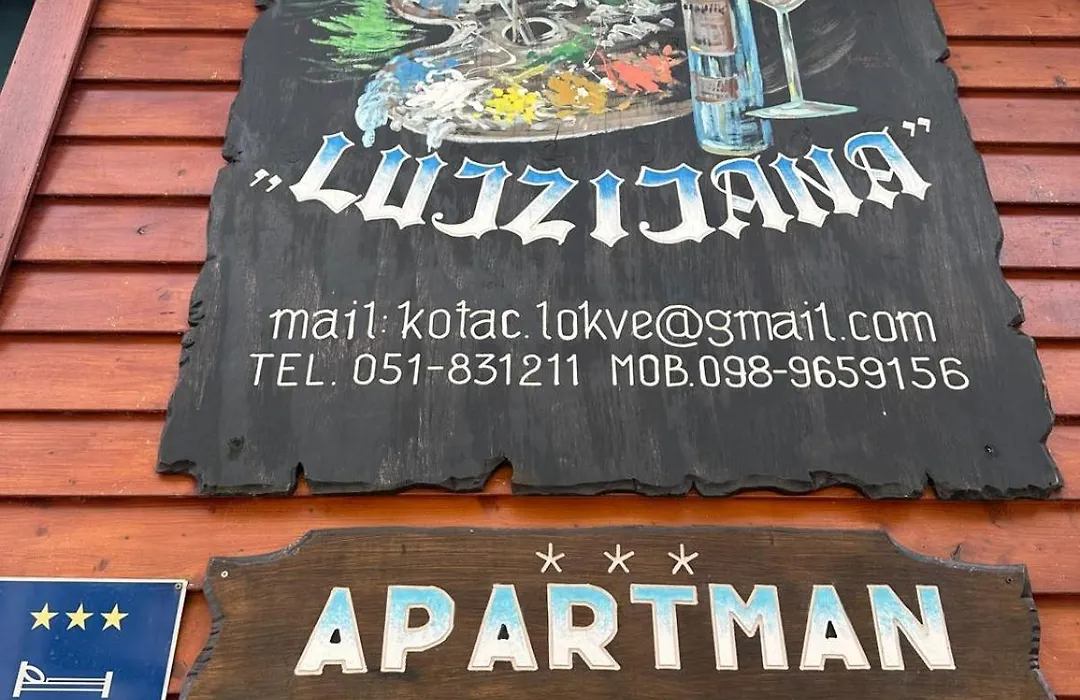 „LUJZIJANA”
mail: kotac.lokve@gmail.com
TEL. 051-831211 MOB.098-9659156
APARTMAN